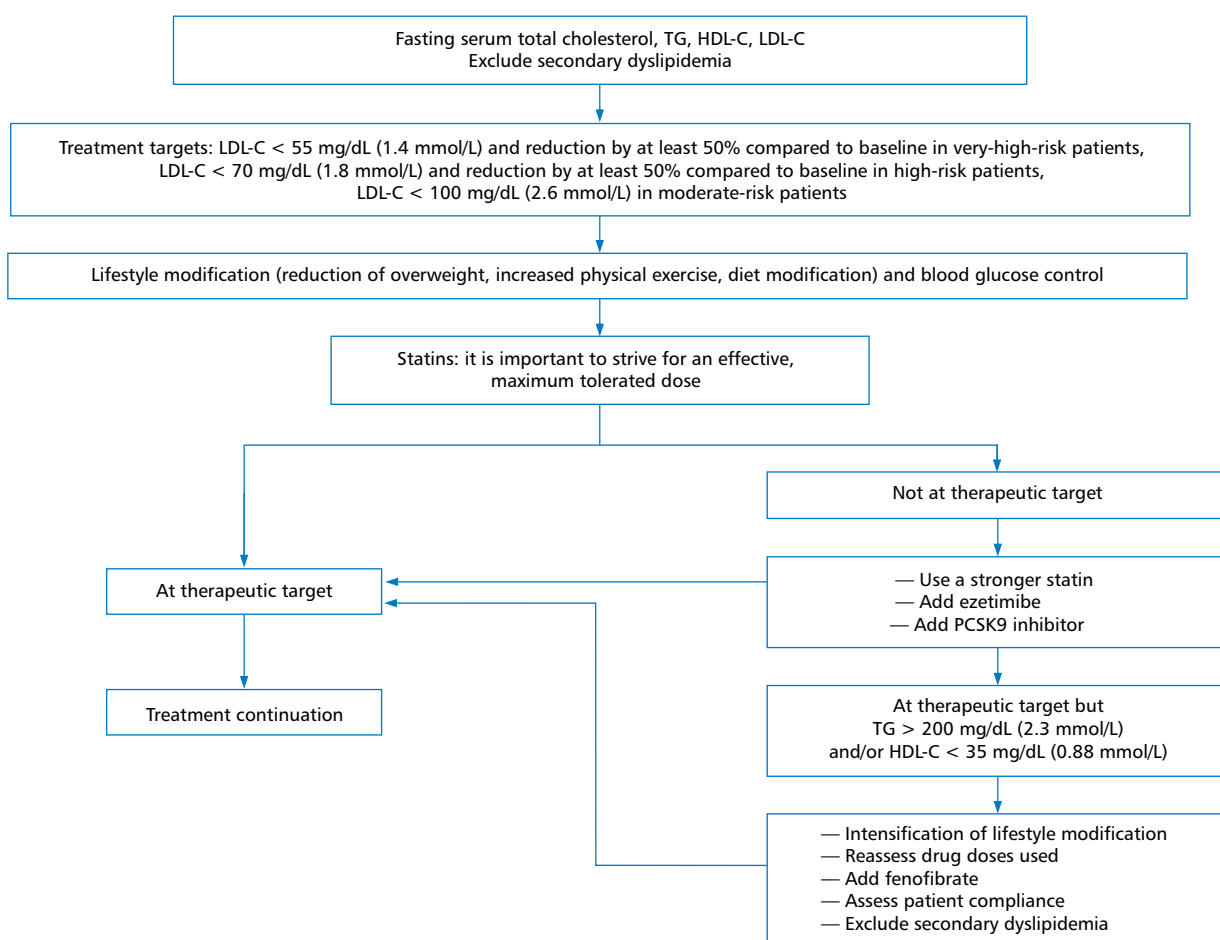 Fasting serum total cholesterol, TG, HDL-C, LDL-C
Exclude secondary dyslipidemia
Treatment targets: LDL-C < 55 mg/dL (1.4 mmol/L) and reduction by at least 50% compared to baseline in very-high-risk patients,
LDL-C < 70 mg/dL (1.8 mmol/L) and reduction by at least 50% compared to baseline in high-risk patients,
LDL-C < 100 mg/dL (2.6 mmol/L) in moderate-risk patients
Lifestyle modification (reduction of overweight, increased physical exercise, diet modification) and blood glucose control
Statins: it is important to strive for an effective,
maximum tolerated dose
Not at therapeutic target
At therapeutic target
— Use a stronger statin
— Add ezetimibe
— Add PCSK9 inhibitor
Treatment continuation
At therapeutic target but
TG > 200 mg/dL (2.3 mmol/L)
and/or HDL-C < 35 mg/dL (0.88 mmol/L)
— Intensification of lifestyle modification
— Reassess drug doses used
— Add fenofibrate
— Assess patient compliance
— Exclude secondary dyslipidemia